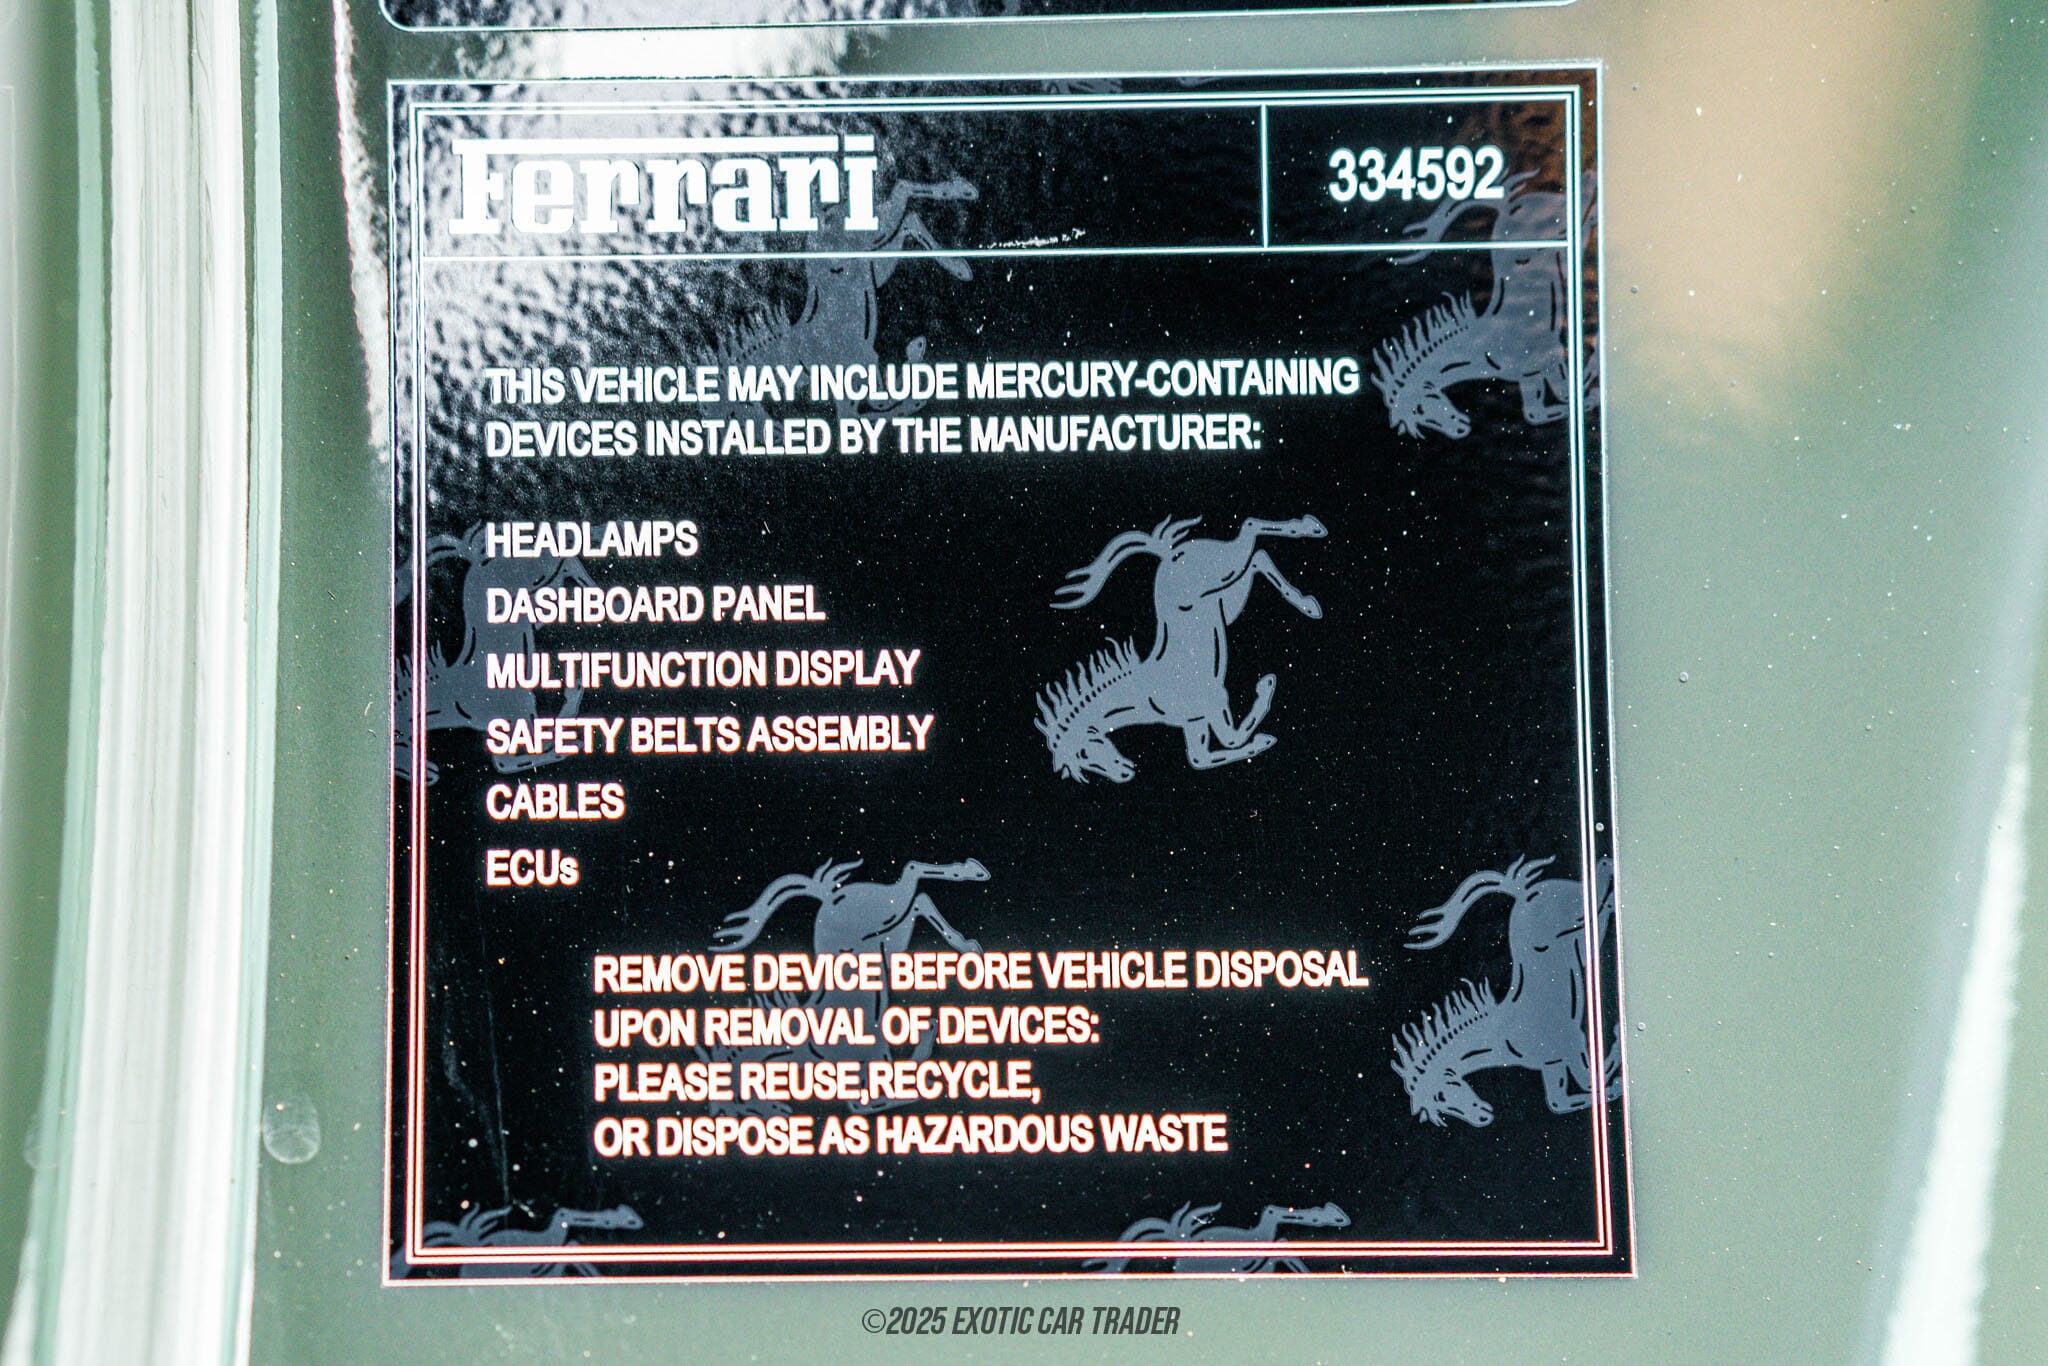 Ferrari
334592
THIS VEHICLE MAY INCLUDE MERCURY-CONTAINING
DEVICES INSTALLED BY THE MANUFACTURER:
HEADLAMPS
DASHBOARD PANEL
MULTIFUNCTION DISPLAY
SAFETY BELTS ASSEMBLY
CABLES
ECUs
REMOVE DEVICE BEFORE VEHICLE DISPOSAL
UPON REMOVAL OF DEVICES:
PLEASE REUSE,RECYCLE,
OR DISPOSE AS HAZARDOUS WASTE
©2025 EXOTIC CAR TRADER